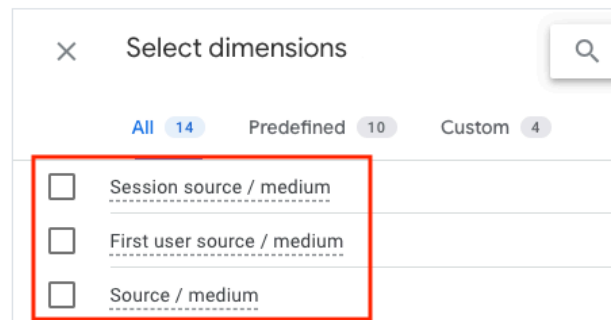 Select dimensions
All 14 Predefined 10 Custom 4
Session source / medium
First user source / medium
Source / medium